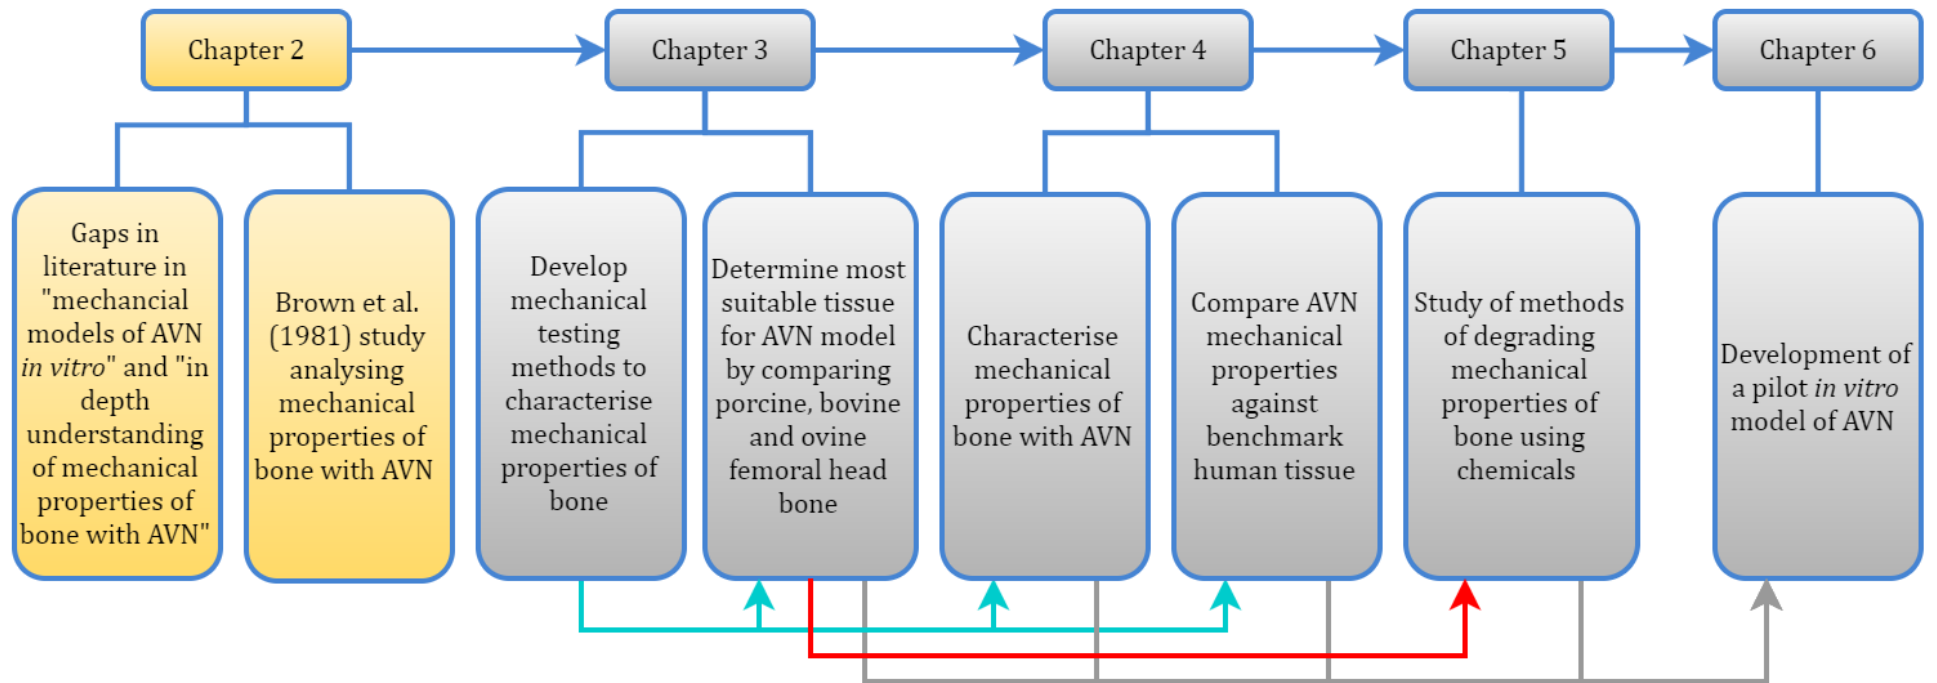 Chapter 2
Chapter 3
Chapter 4
Chapter 5
Chapter 6
Gaps in
literature in
"mechancial
models of AVN
in vitro" and "in
depth
understanding
of mechanical
properties of
bone with AVN"
Brown et al.
(1981) study
analysing
mechanical
properties of
bone with AVN
Develop
mechanical
testing
methods to
characterise
mechanical
properties of
bone
Determine most
suitable tissue
for AVN model
by comparing
porcine, bovine
and ovine
femoral head
bone
Characterise
mechanical
properties of
bone with AVN
Compare AVN
mechanical
properties
against
benchmark
human tissue
Study of methods
of degrading
mechanical
properties of
bone using
chemicals
Development of
a pilot in vitro
model of AVN